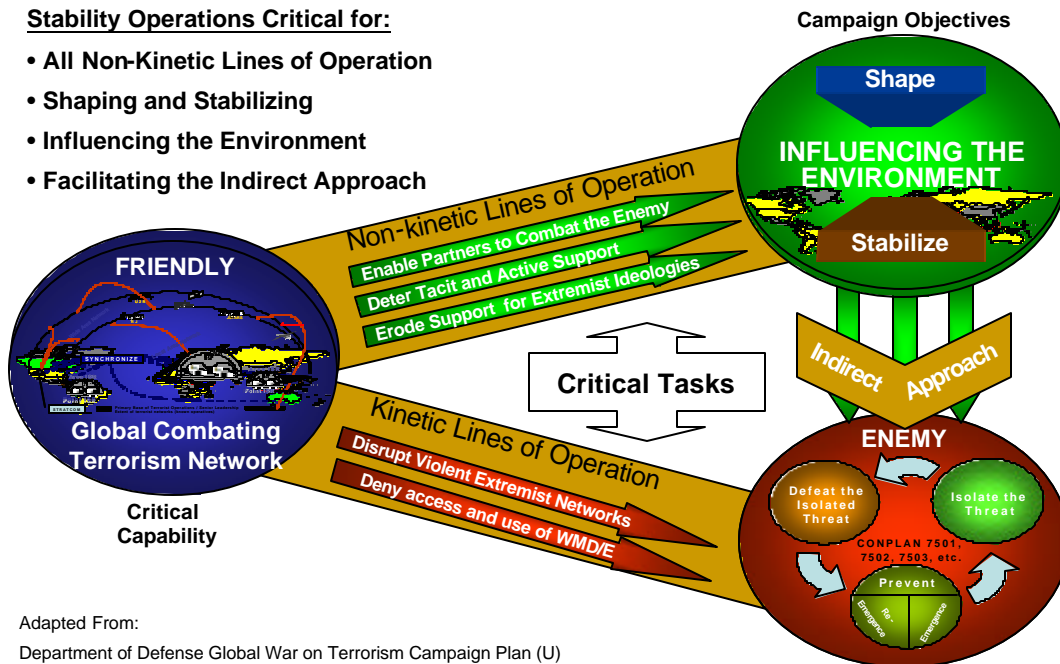 Stability Operations Critical for:
• All Non-Kinetic Lines of Operation
• Shaping and Stabilizing
• Influencing the Environment
• Facilitating the Indirect Approach
Campaign Objectives
Shape
INFLUENCING THE
ENVIRONMENT
Stabilize
Non-kinetic Lines of Operation
Enable Partners to Combat the Enemy
Deter Tacit and Active Support
Erode Support for Extremist Ideologies
FRIENDLY
SYNCHRONIZE
STRATCOM
Global Combating
Terrorism Network
Critical
Capability
Critical Tasks
Kinetic Lines of Operation
Disrupt Violent Extremist Networks
Deny access and use of WMD/E
Indirect Approach
ENEMY
Defeat the
Isolated
Threat
Isolate the
Threat
CONPLAN 7501,
7502, 7503, etc.
Prevent
Emergence
Re-
Emergence
Adapted From:
Department of Defense Global War on Terrorism Campaign Plan (U)